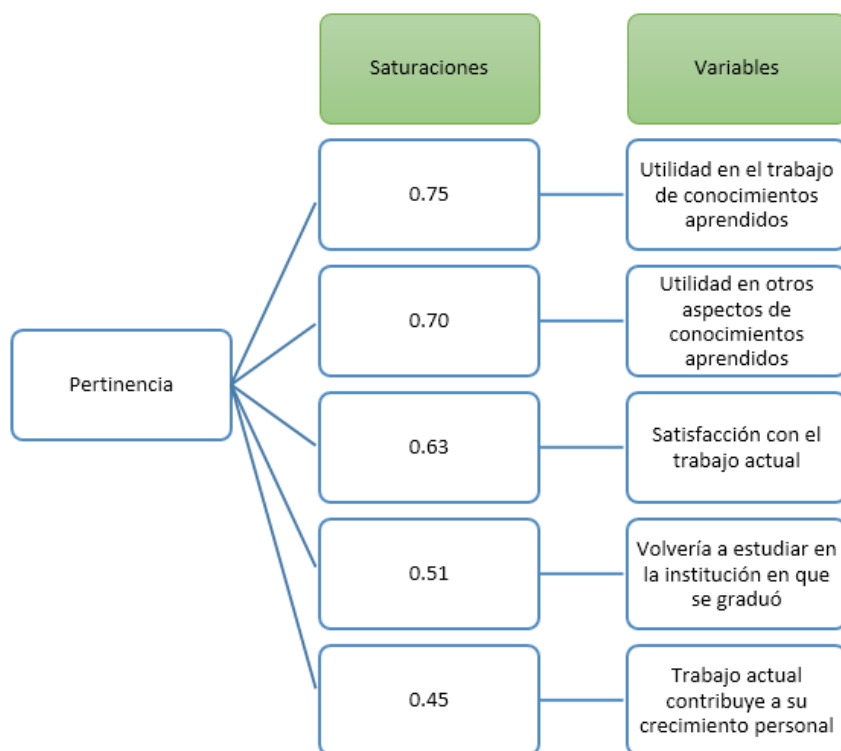 Saturaciones
Variables
0.75
Utilidad en el trabajo
de conocimientos
aprendidos
0.70
Utilidad en otros
aspectos de
conocimientos
aprendidos
Pertinencia
0.63
Satisfacción con el
trabajo actual
0.51
Volvería a estudiar en
la institución en que
se graduó
0.45
Trabajo actual
contribuye a su
crecimiento personal